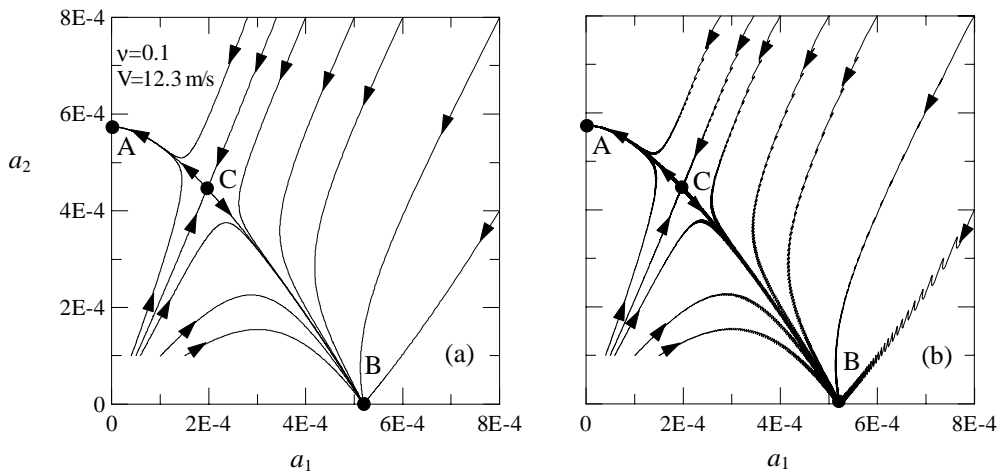 8E-4
ν=0.1
V=12.3 m/s
6E-4
A
A
a₂
C
C
4E-4
2E-4
B
B
(a)
(b)
0
0 2E-4 4E-4 6E-4 8E-4
0 2E-4 4E-4 6E-4 8E-4
a₁
a₁